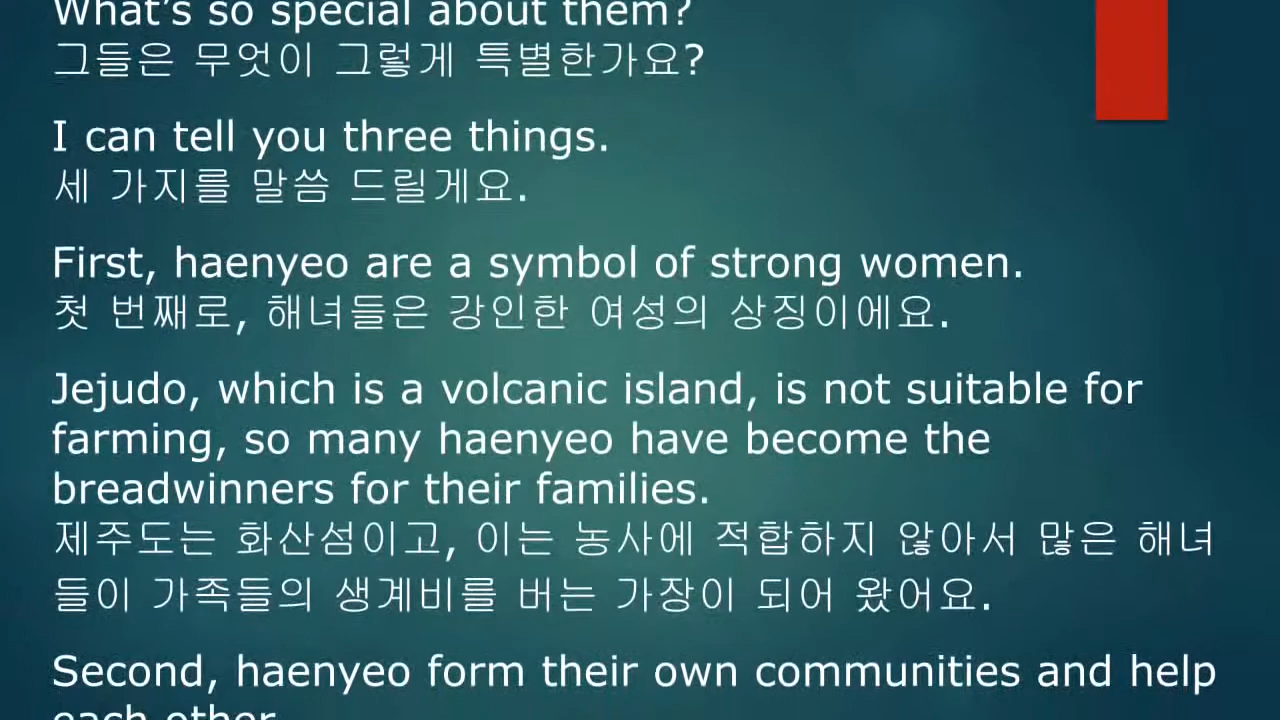 What's so special about them?
그들은 무엇이 그렇게 특별한가요?
I can tell you three things.
세 가지를 말씀 드릴게요.
First, haenyeo are a symbol of strong women.
첫 번째로, 해녀들은 강인한 여성의 상징이에요.
Jejudo, which is a volcanic island, is not suitable for
farming, so many haenyeo have become the
breadwinners for their families.
제주도는 화산섬이고, 이는 농사에 적합하지 않아서 많은 해녀
들이 가족들의 생계비를 버는 가장이 되어 왔어요.
Second, haenyeo form their own communities and help
each other